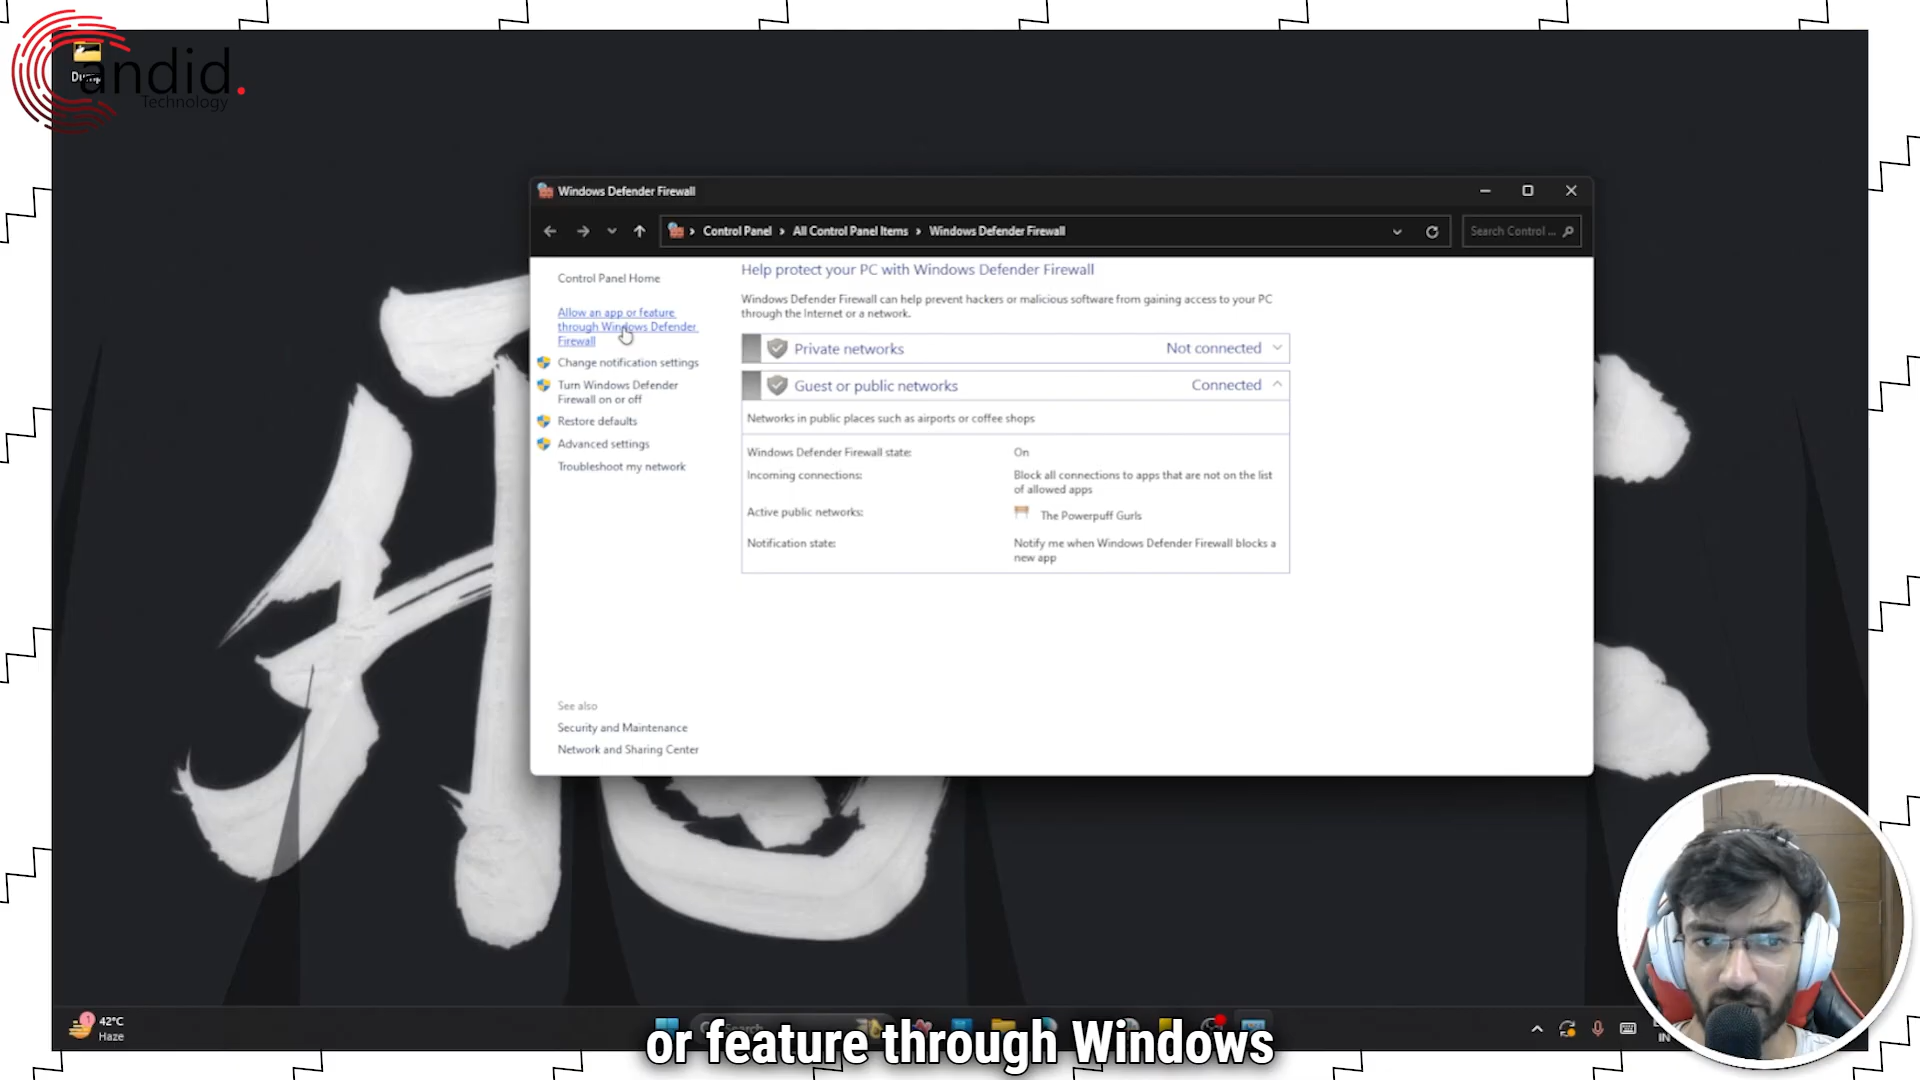 Dump
andid.
Technology
Windows Defender Firewall
Control Panel
All Control Panel Items
Windows Defender Firewall
Search Control ...
Control Panel Home
Allow an app or feature
through Windows Defender
Firewall
Change notification settings
Turn Windows Defender
Firewall on or off
Restore defaults
Advanced settings
Troubleshoot my network
See also
Security and Maintenance
Network and Sharing Center
Help protect your PC with Windows Defender Firewall
Windows Defender Firewall can help prevent hackers or malicious software from gaining access to your PC
through the Internet or a network.
Private networks Not connected
Guest or public networks Connected
Networks in public places such as airports or coffee shops
Windows Defender Firewall state: On
Incoming connections: Block all connections to apps that are not on the list
of allowed apps
Active public networks: The Powerpuff Gurls
Notification state: Notify me when Windows Defender Firewall blocks a
new app
1
42°C
Haze
Search
IN
or feature through Windows